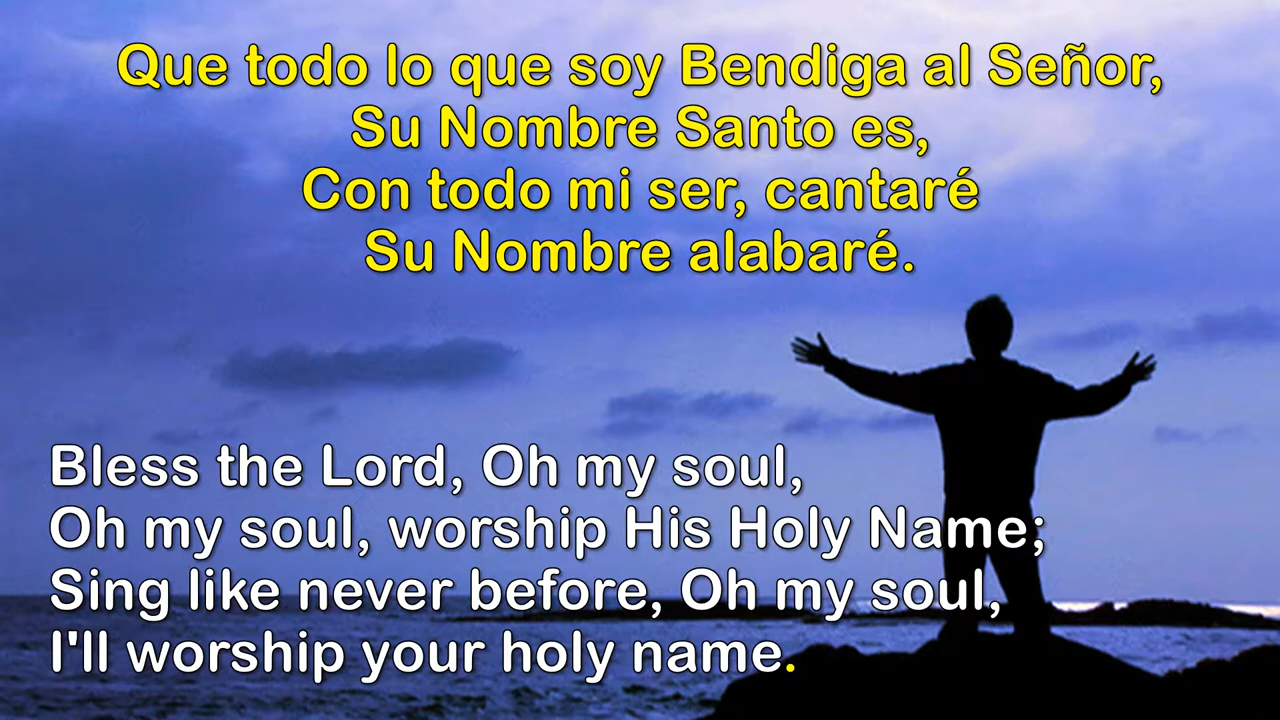 Que todo lo que soy Bendiga al Señor,
Su Nombre Santo es,
Con todo mi ser, cantaré
Su Nombre alabaré.
Bless the Lord, Oh my soul,
Oh my soul, worship His Holy Name;
Sing like never before, Oh my soul,
I'll worship your holy name.